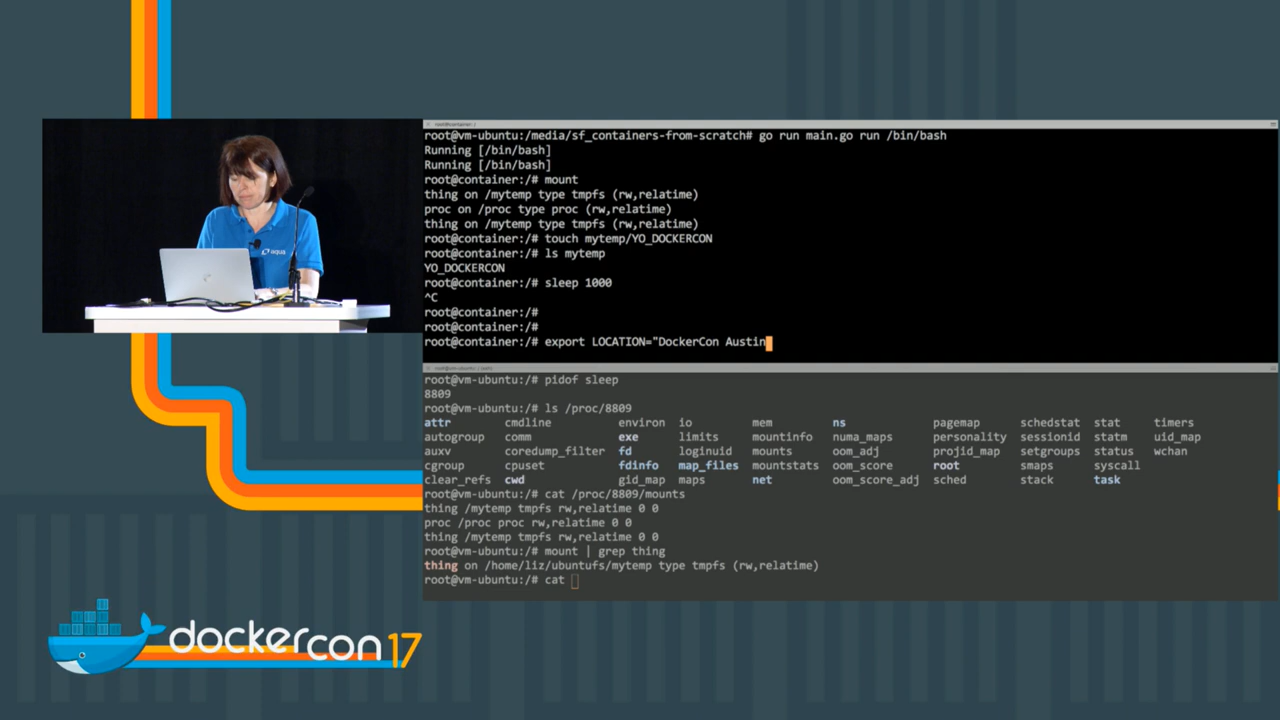 aqua
root@vm-ubuntu:/media/sf_containers-from-scratch# go run main.go run /bin/bash
Running [/bin/bash]
Running [/bin/bash]
root@container:/# mount
thing on /mytemp type tmpfs (rw,relatime)
proc on /proc type proc (rw,relatime)
thing on /mytemp type tmpfs (rw,relatime)
root@container:/# touch mytemp/YO_DOCKERCON
root@container:/# ls mytemp
YO_DOCKERCON
root@container:/# sleep 1000
^C
root@container:/#
root@container:/#
root@container:/# export LOCATION="DockerCon Austin
root@vm-ubuntu:/# pidof sleep
8809
root@vm-ubuntu:/# ls /proc/8809
attr cmdline environ io mem ns pagemap schedstat stat timers
autogroup comm exe limits mountinfo numa_maps personality sessionid statm uid_map
auxv coredump_filter fd loginuid mounts oom_adj projid_map setgroups status wchan
cgroup cpuset fdinfo map_files mountstats oom_score root smaps syscall
clear_refs cwd gid_map maps net oom_score_adj sched stack task
root@vm-ubuntu:/# cat /proc/8809/mounts
thing /mytemp tmpfs rw,relatime 0 0
proc /proc proc rw,relatime 0 0
thing /mytemp tmpfs rw,relatime 0 0
root@vm-ubuntu:/# mount | grep thing
thing on /home/liz/ubuntufs/mytemp type tmpfs (rw,relatime)
root@vm-ubuntu:/# cat
dockercon 17